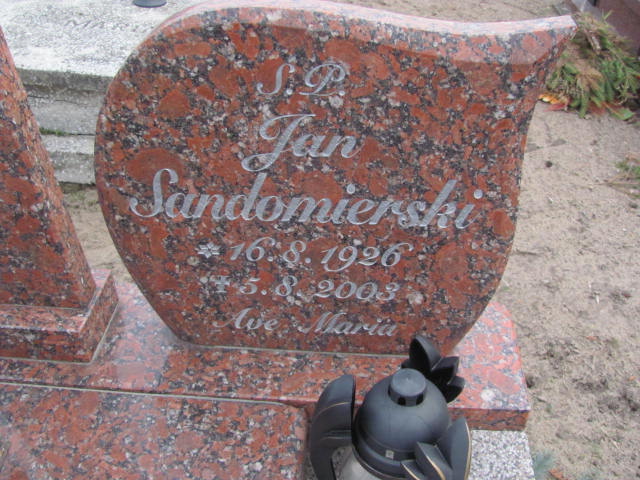 Ś.P.
Jan
Sandomierski
* 16.8.1926
✝ 5.8.2003
Ave Maria